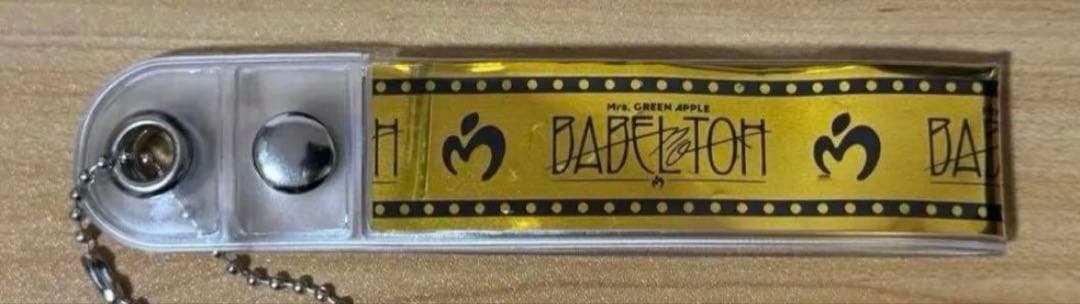 Mrs. GREEN APPLE
BABEL no TOH